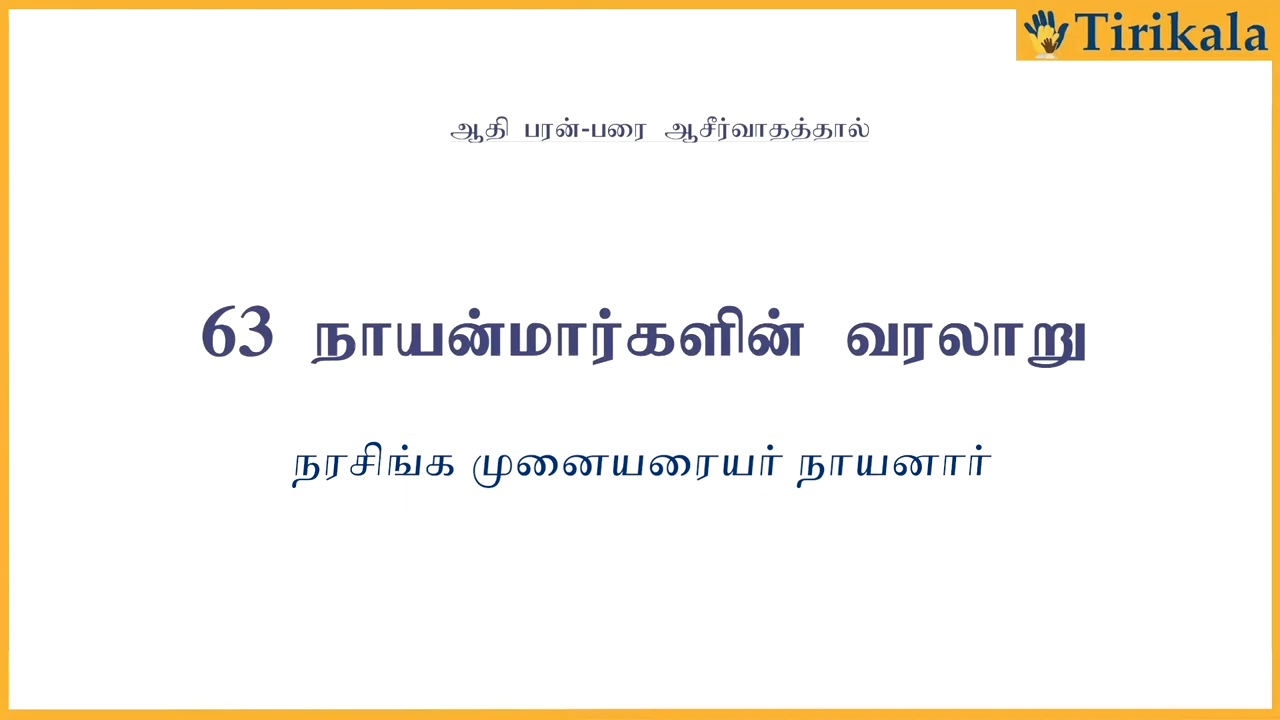 Tirikala
ஆதி பரன்-பரை ஆசீர்வாதத்தால்
63 நாயன்மார்களின் வரலாறு
நரசிங்க முனையரையர் நாயனார்